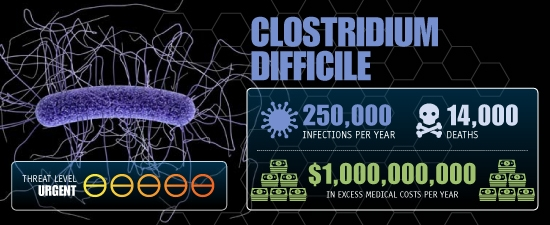 CLOSTRIDIUM
DIFFICILE
250,000
INFECTIONS PER YEAR
14,000
DEATHS
THREAT LEVEL
URGENT
$1,000,000,000
IN EXCESS MEDICAL COSTS PER YEAR